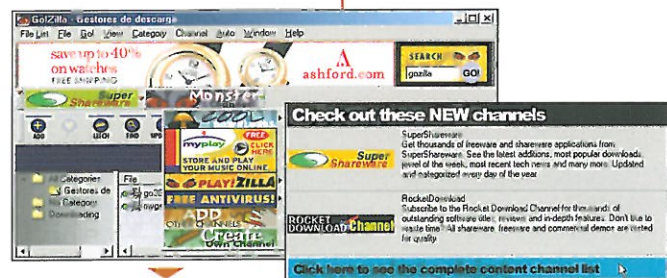 Go!Zilla - Gestores de descarga
File List File Go! View Category Channel Auto Window Help
save up to 40%
on watches
FREE SHIPPING
ashford.com
SEARCH
gozilla GO!
Super
Shareware
Monster
COOL
ADD
LEECH
FIND
myplay
FREE
CLICK
HERE
STORE AND PLAY
YOUR MUSIC ONLINE
PLAY!ZILLA
FREE ANTIVIRUS!
ADD
OTHER CHANNELS
Create
Own Channel
All Categories
Gestores de
No Category
Downloading
File
Check out these NEW channels
Super
Shareware
SuperShareware
Get thousands of freeware and shareware applications from
SuperShareware. See the latest additions, most popular downloads,
jewel of the week, most recent tech news and many more. Updated
and categorized every day of the year.
ROCKET
DOWNLOAD Channel
RocketDownload
Subscribe to the Rocket Download Channel for thousands of
outstanding software titles, reviews and in-depth features. Don't like to
waste time? All shareware, freeware and commercial demos are rated
for quality
Click here to see the complete content channel list